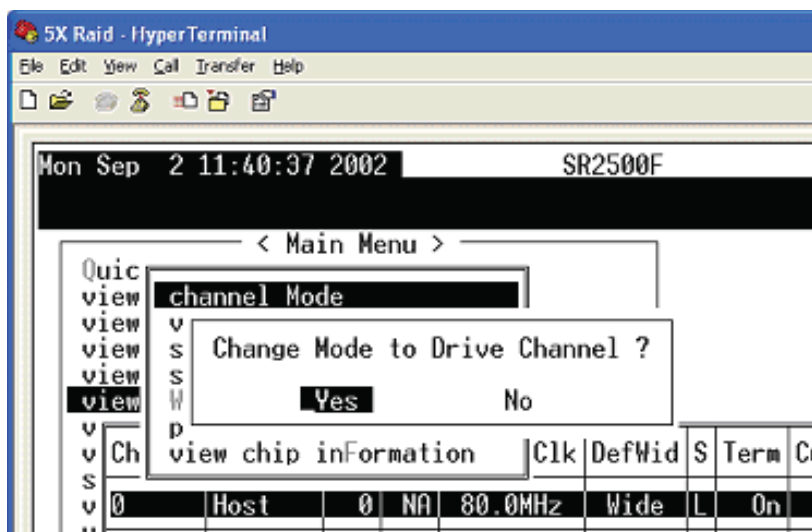 5X Raid - HyperTerminal
File Edit View Call Transfer Help
Mon Sep 2 11:40:37 2002 SR2500F
< Main Menu >
Quic
view channel Mode
view v
view s Change Mode to Drive Channel ?
view s
view W Yes No
v p
v Ch view chip inFormation Clk DefWid S Term
s
v 0 Host 0 NA 80.0MHz Wide L On